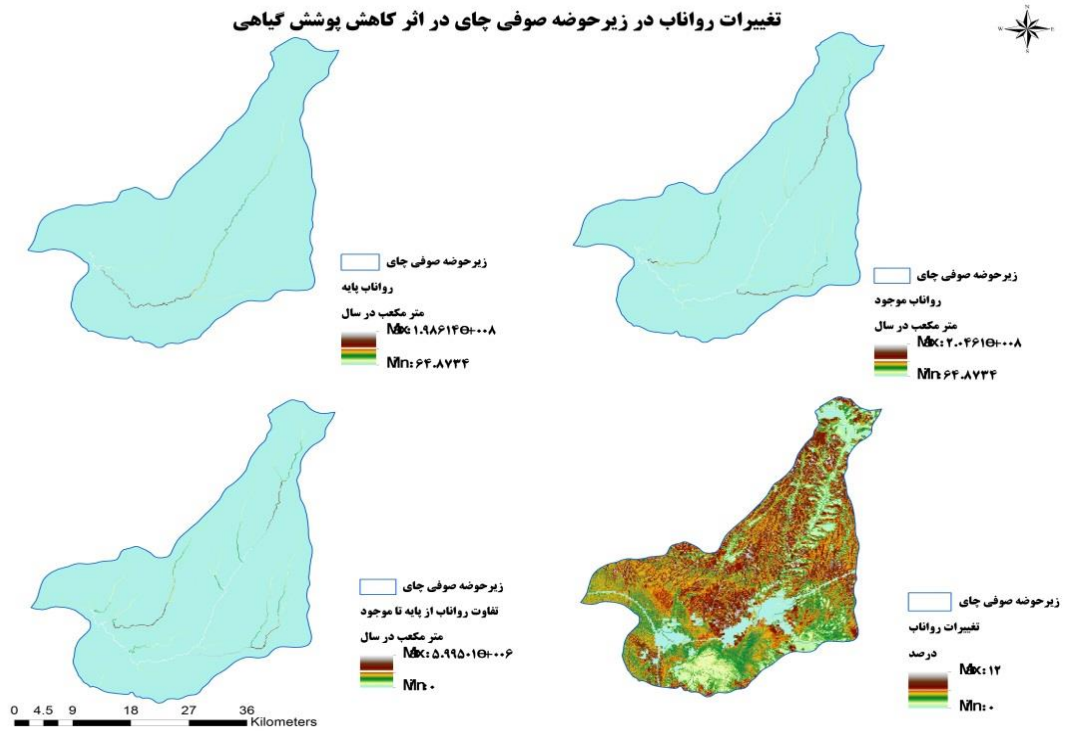 تغییرات رواناب در زیرحوضه صوفی چای در اثر کاهش پوشش گیاهی
N
W E
S
زیرحوضه صوفی چای
رواناب پایه
متر مکعب در سال
Max:۱.۹۸۶۱۴e+۰۰۸
Min:۶۴.۸۷۳۴
زیرحوضه صوفی چای
رواناب موجود
متر مکعب در سال
Max:۲.۰۴۶۱e+۰۰۸
Min:۶۴.۸۷۳۴
زیرحوضه صوفی چای
تفاوت رواناب از پایه تا موجود
متر مکعب در سال
Max:۵.۹۹۵۰۱e+۰۰۶
Min:۰
زیرحوضه صوفی چای
تغییرات رواناب
درصد
Max:۱۲
Min:۰
0 4.5 9 18 27 36
Kilometers